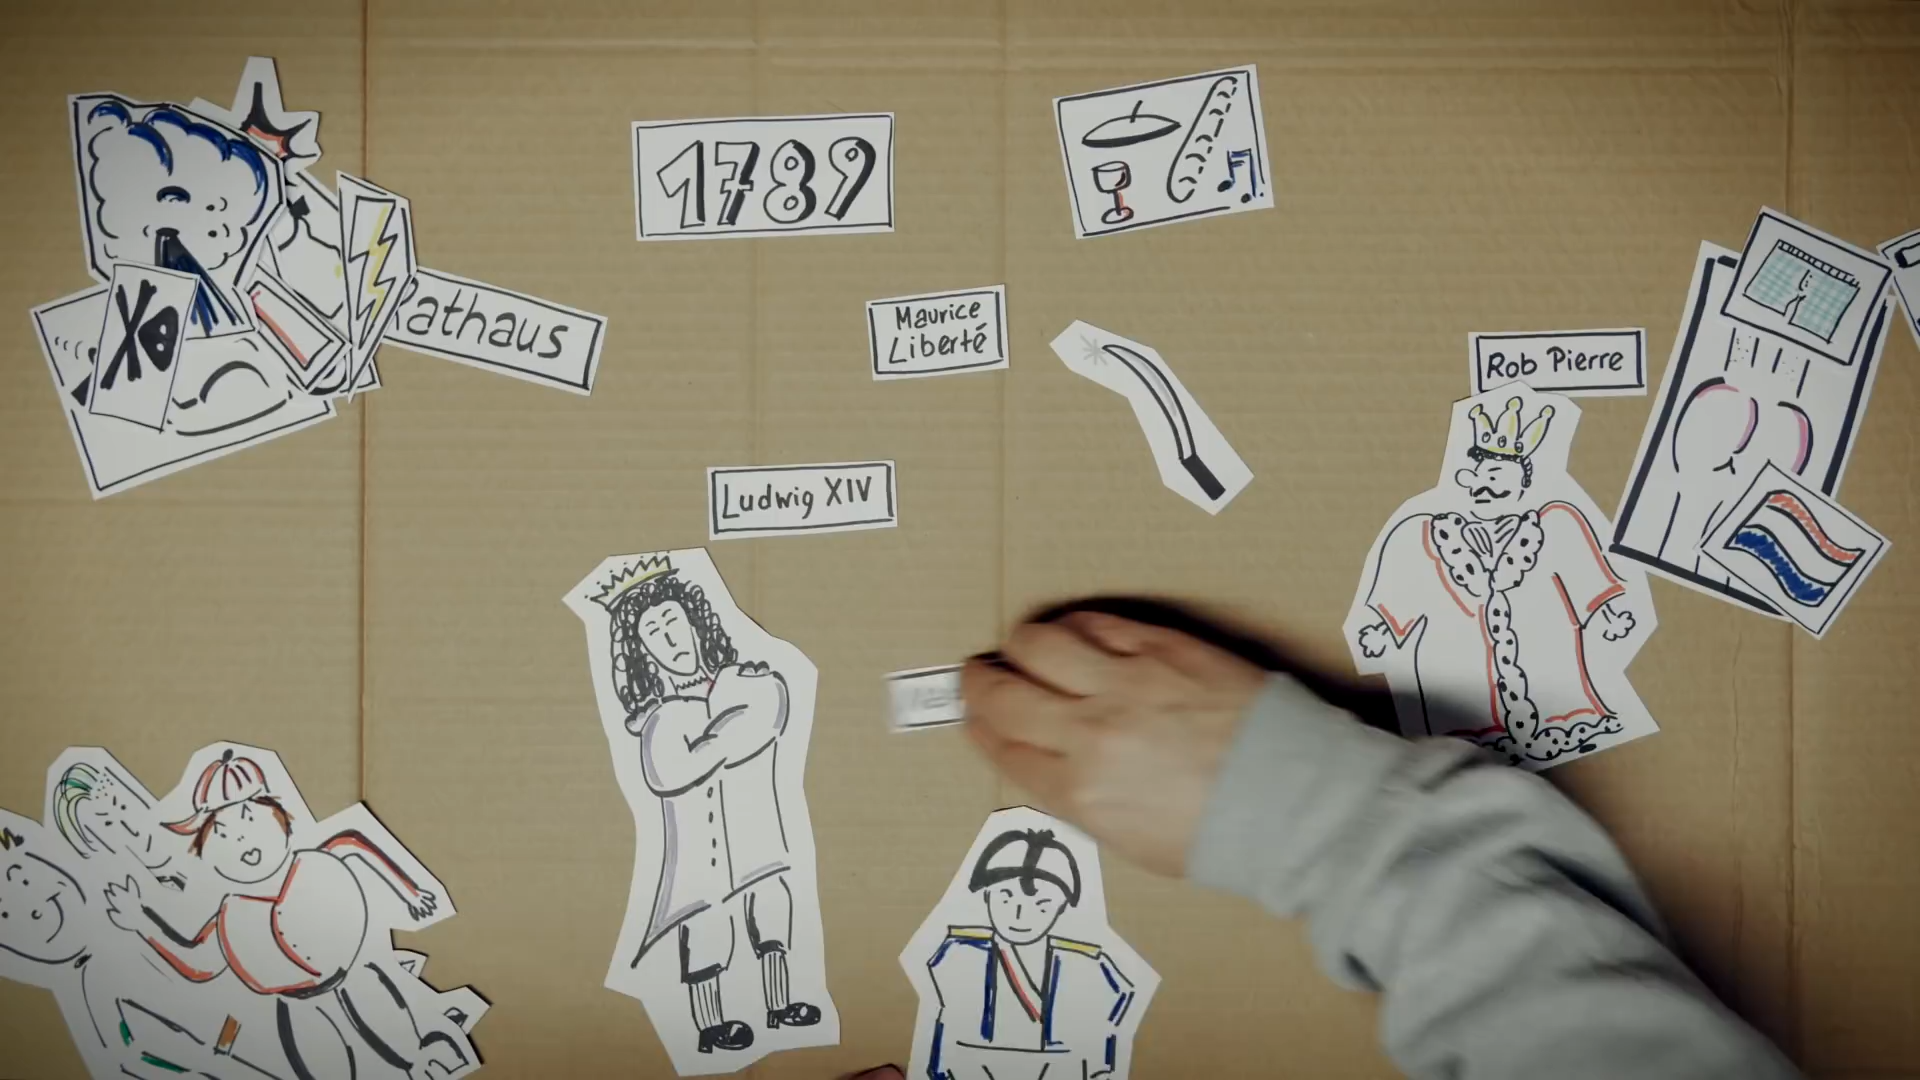 1789
Rathaus
Maurice
Liberté
Rob Pierre
Ludwig XIV